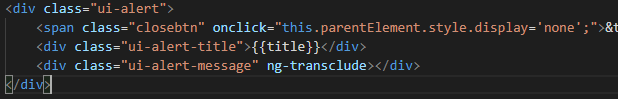 <div class="ui-alert">
<span class="closebtn" onclick="this.parentElement.style.display='none';">&t
<div class="ui-alert-title">{{title}}</div>
<div class="ui-alert-message" ng-transclude></div>
</div>